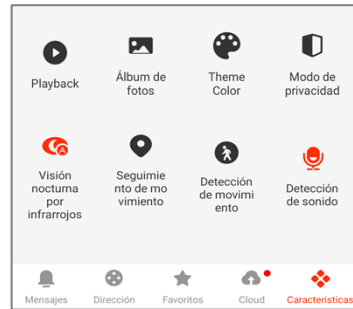 Playback
Álbum de
fotos
Theme
Color
Modo de
privacidad
Visión
nocturna
por
infrarrojos
Seguimie
nto de mo
vimiento
Detección
de movimi
ento
Detección
de sonido
Mensajes
Dirección
Favoritos
Cloud
Caracteristicas